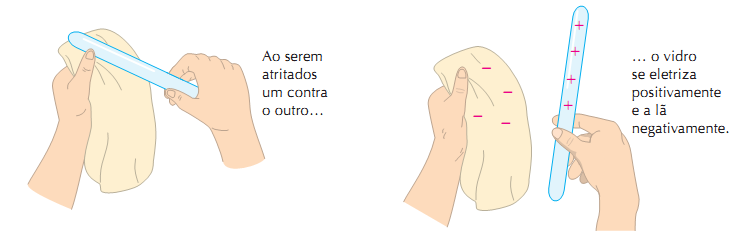 Ao serem
atritados
um contra
o outro...
... o vidro
se eletriza
positivamente
e a lã
negativamente.
+
+
+
+
−
−
−
−